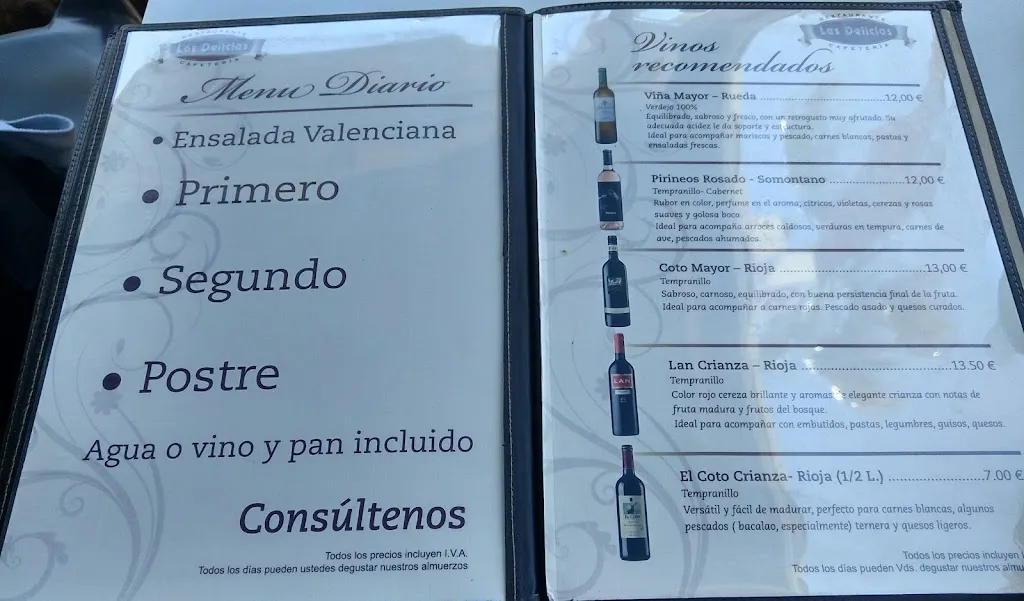 RESTAURANTE
Las Delicias
CAFETERÍA
Menu Diario
• Ensalada Valenciana
• Primero
• Segundo
• Postre
Agua o vino y pan incluido
Consúltenos
Todos los precios incluyen I.V.A.
Todos los días pueden ustedes degustar nuestros almuerzos
RESTAURANTE
Las Delicias
CAFETERÍA
Vinos
recomendados
Viña Mayor – Rueda ................................12,00 €
Verdejo 100%
Equilibrado, sabroso y fresco, con un retrogusto muy afrutado. Su
adecuada acidez le da soporte y estructura.
Ideal para acompañar mariscos y pescado, carnes blancas, pastas y
ensaladas frescas.
Pirineos Rosado - Somontano ...................12,00 €
Tempranillo- Cabernet
Rubor en color, perfume en el aroma; cítricos, violetas, cerezas y rosas
suaves y golosa boca.
Ideal para acompaña arroces caldosos, verduras en tempura, carnes de
ave, pescados ahumados.
Coto Mayor – Rioja .....................................13,00 €
Tempranillo
Sabroso, carnoso, equilibrado, con buena persistencia final de la fruta.
Ideal para acompañar a carnes rojas. Pescado asado y quesos curados.
LAN
Lan Crianza – Rioja .....................................13.50 €
Tempranillo
Color rojo cereza brillante y aromas de elegante crianza con notas de
fruta madura y frutos del bosque.
Ideal para acompañar con embutidos, pastas, legumbres, guisos, quesos.
El Coto Crianza- Rioja (1/2 L.) ........................7.00 €
Tempranillo
Versátil y fácil de madurar, perfecto para carnes blancas, algunos
pescados ( bacalao, especialmente) ternera y quesos ligeros.
Todos los precios incluyen
Todos los días pueden Vds. degustar nuestros almu